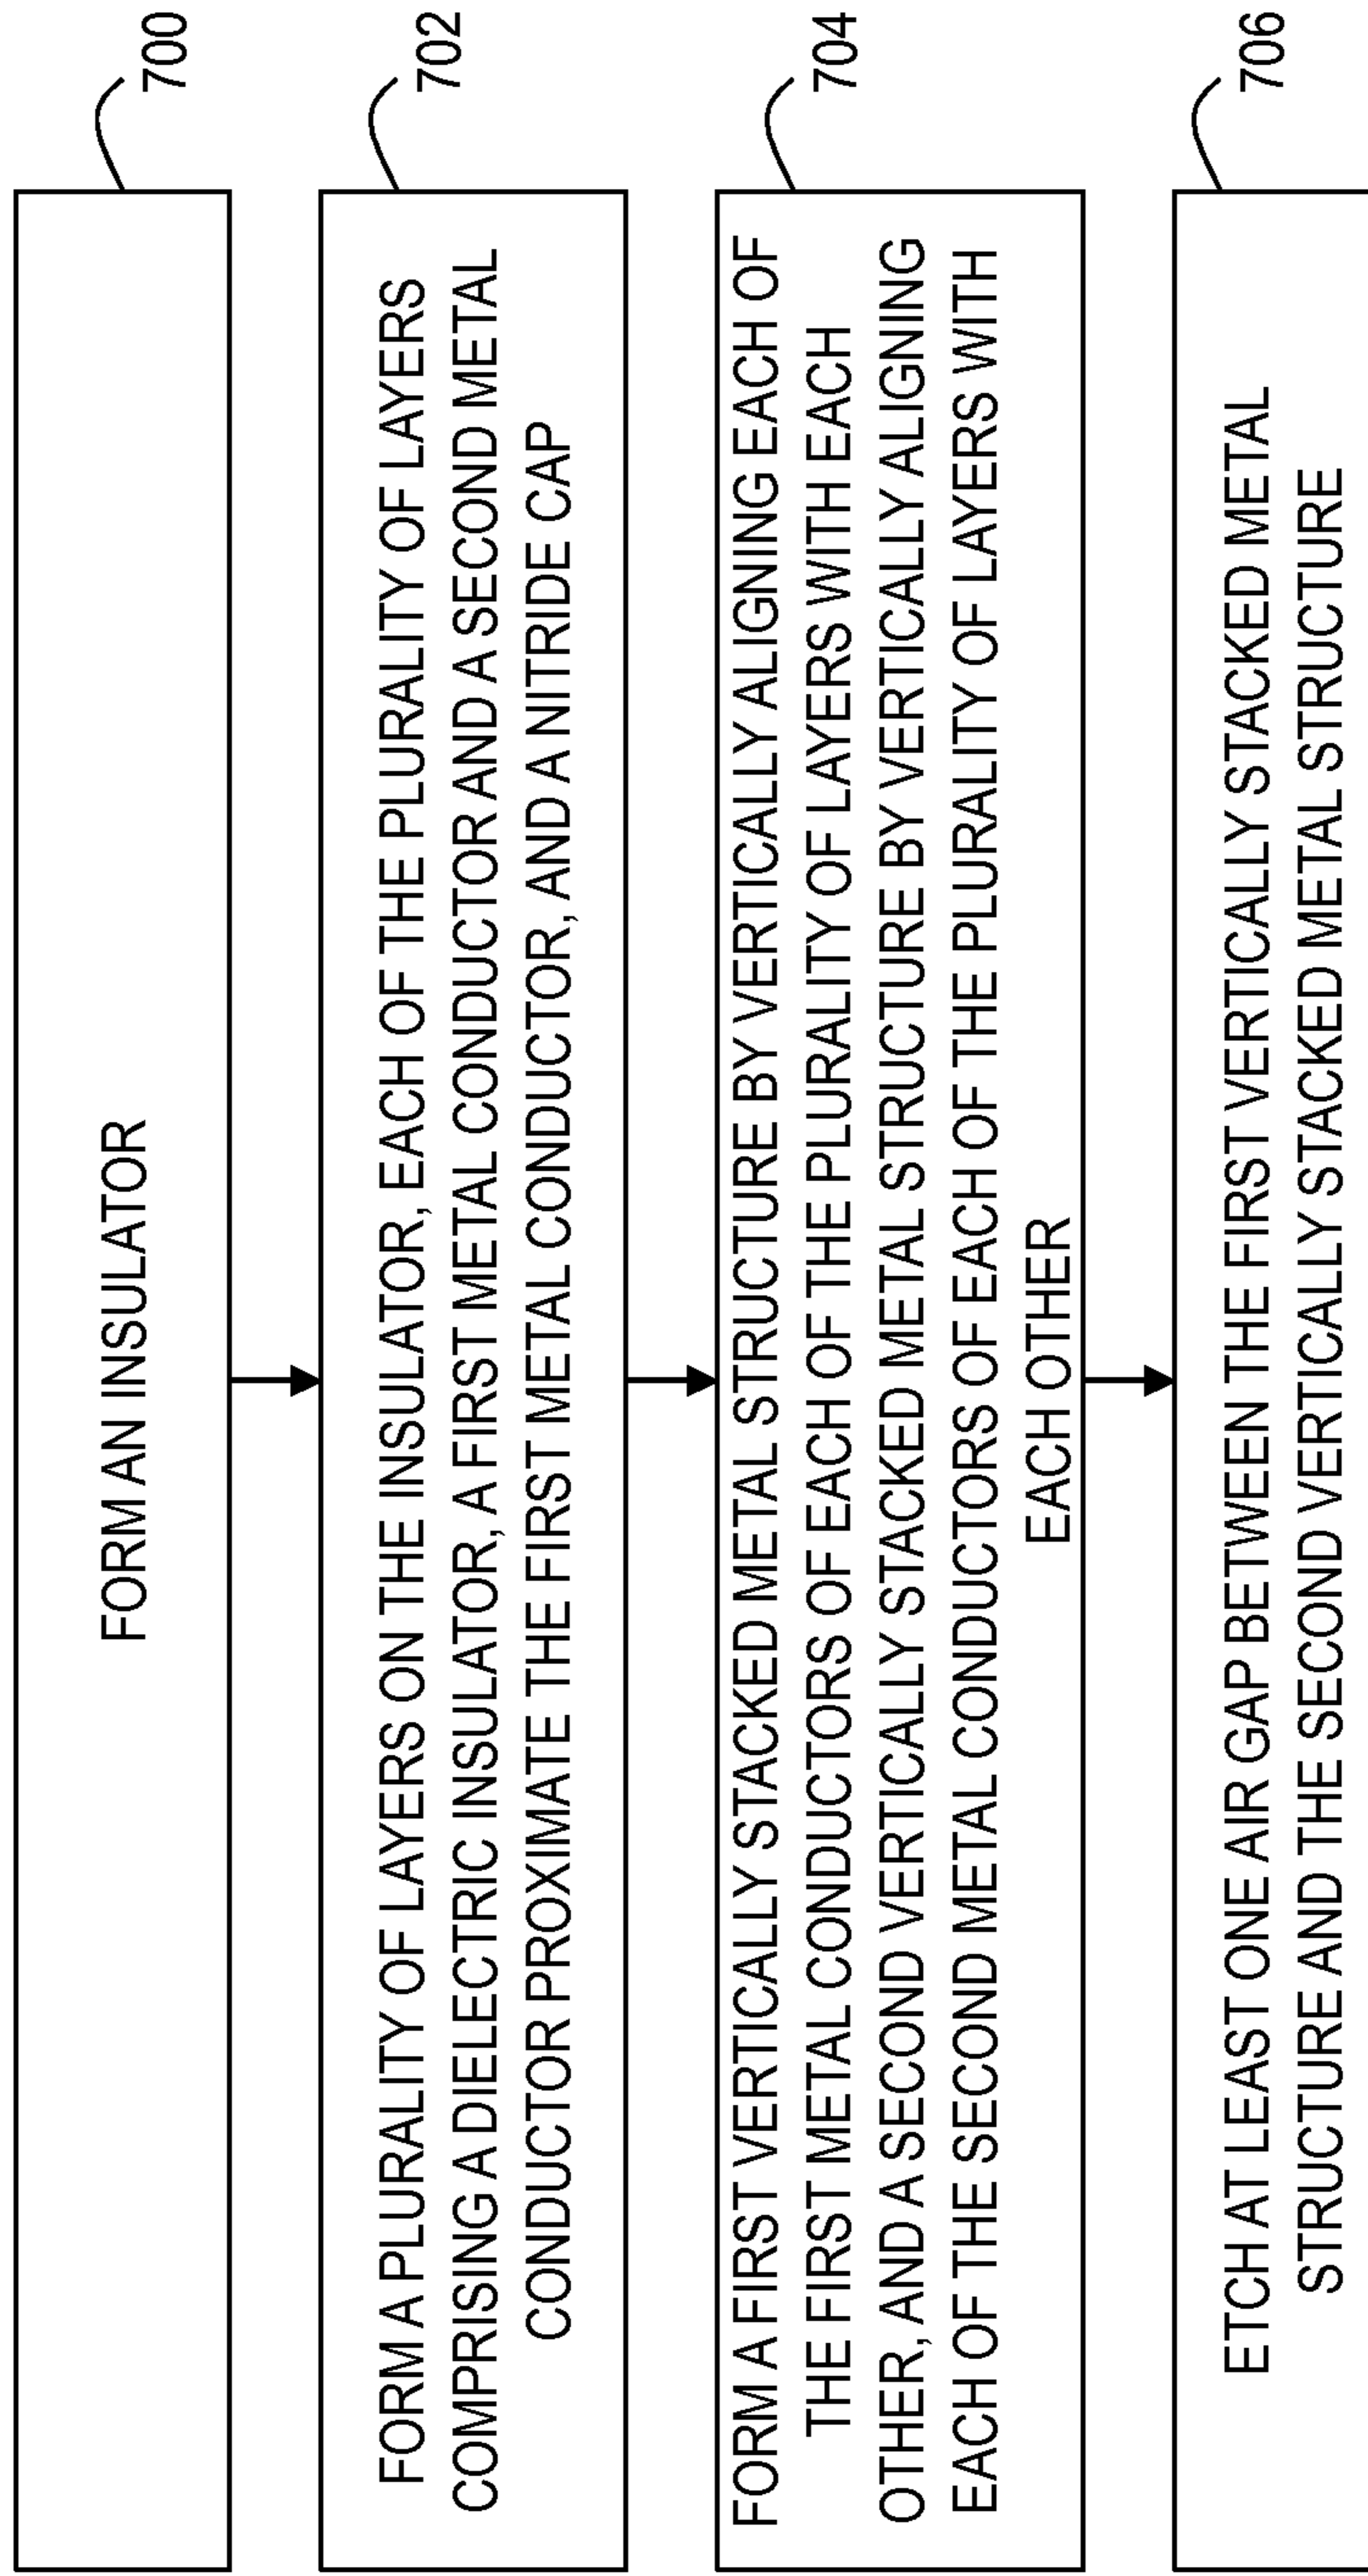 FORM AN INSULATOR
700
FORM A PLURALITY OF LAYERS ON THE INSULATOR, EACH OF THE PLURALITY OF LAYERS
COMPRISING A DIELECTRIC INSULATOR, A FIRST METAL CONDUCTOR AND A SECOND METAL
CONDUCTOR PROXIMATE THE FIRST METAL CONDUCTOR, AND A NITRIDE CAP
702
FORM A FIRST VERTICALLY STACKED METAL STRUCTURE BY VERTICALLY ALIGNING EACH OF
THE FIRST METAL CONDUCTORS OF EACH OF THE PLURALITY OF LAYERS WITH EACH
OTHER, AND A SECOND VERTICALLY STACKED METAL STRUCTURE BY VERTICALLY ALIGNING
EACH OF THE SECOND METAL CONDUCTORS OF EACH OF THE PLURALITY OF LAYERS WITH
EACH OTHER
704
ETCH AT LEAST ONE AIR GAP BETWEEN THE FIRST VERTICALLY STACKED METAL
STRUCTURE AND THE SECOND VERTICALLY STACKED METAL STRUCTURE
706